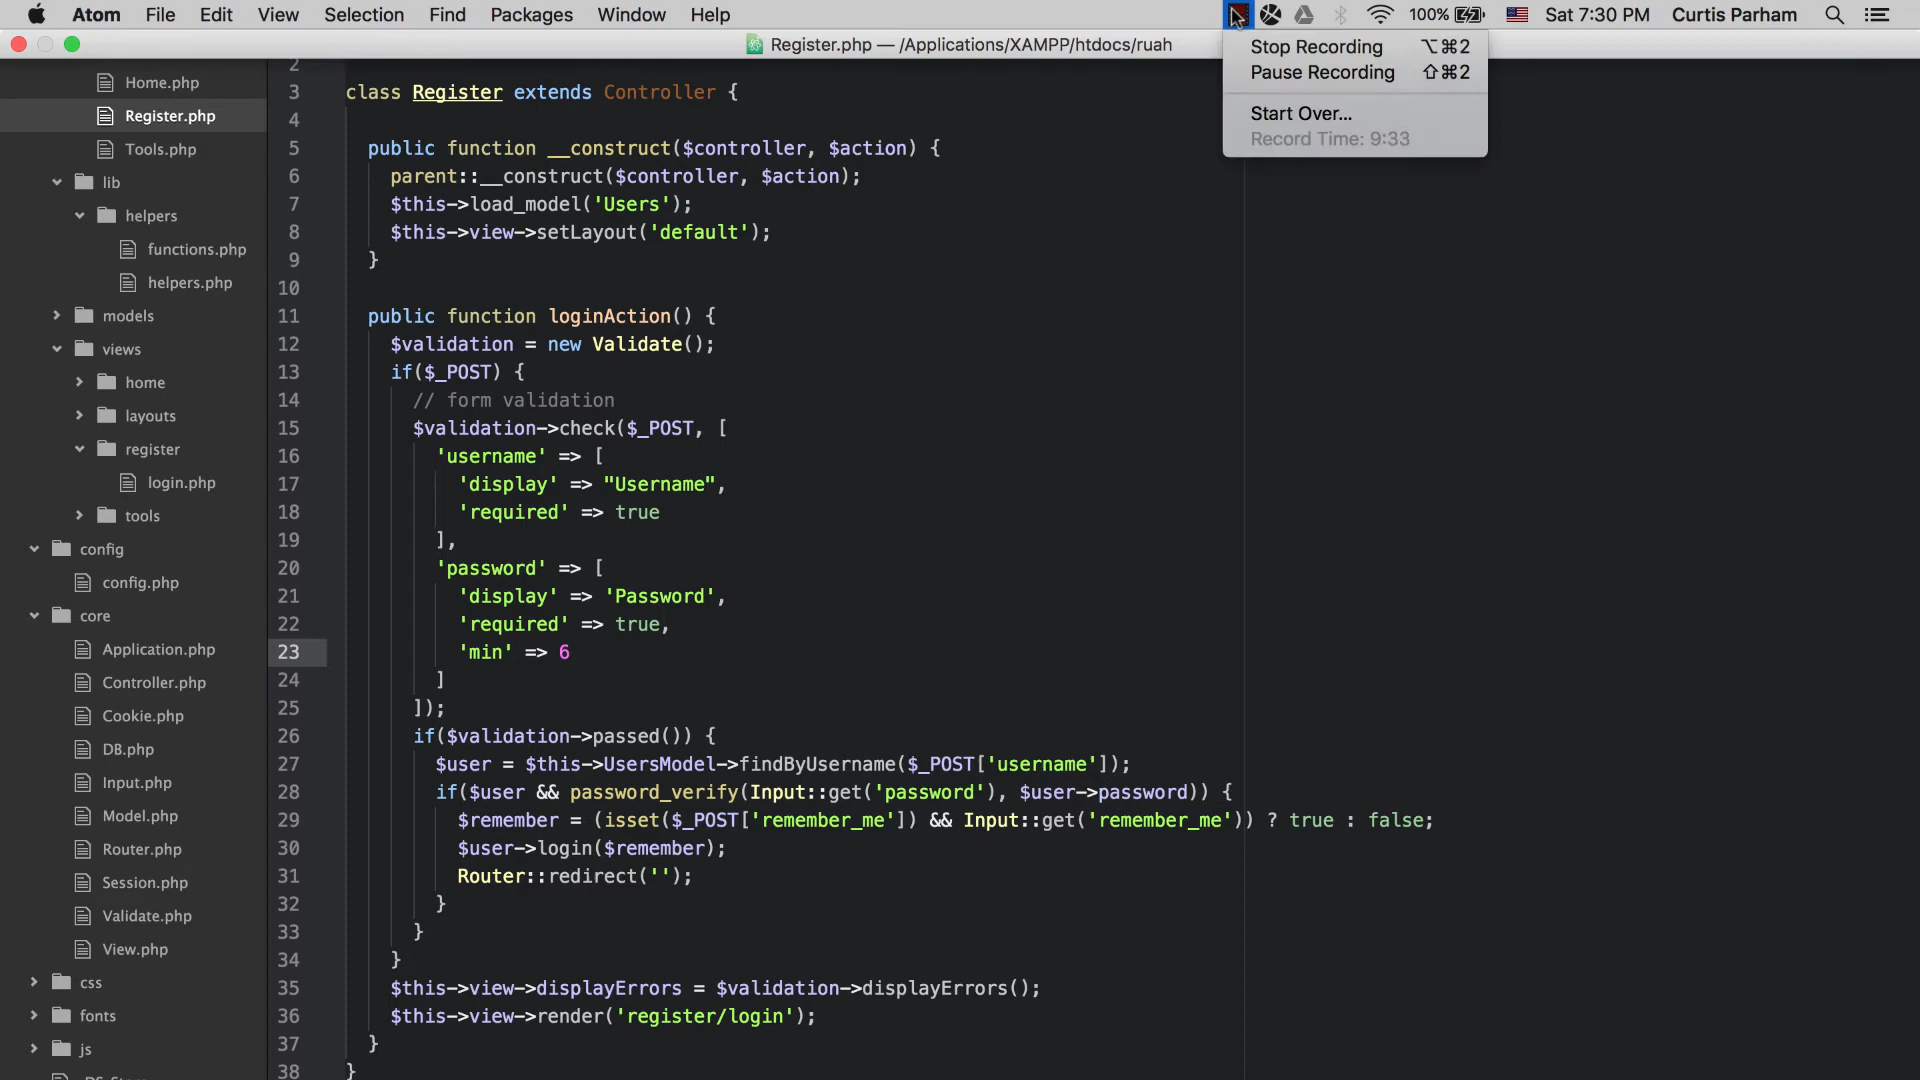 Atom File Edit View Selection Find Packages Window Help 100% Sat 7:30 PM Curtis Parham
Register.php — /Applications/XAMPP/htdocs/ruah
Stop Recording ⌥⌘2
Pause Recording ⇧⌘2
Start Over...
Record Time: 9:33
Home.php
Register.php
Tools.php
lib
helpers
functions.php
helpers.php
models
views
home
layouts
register
login.php
tools
config
config.php
core
Application.php
Controller.php
Cookie.php
DB.php
Input.php
Model.php
Router.php
Session.php
Validate.php
View.php
css
fonts
js
2
3 class Register extends Controller {
4
5 public function __construct($controller, $action) {
6 parent::__construct($controller, $action);
7 $this->load_model('Users');
8 $this->view->setLayout('default');
9 }
10
11 public function loginAction() {
12 $validation = new Validate();
13 if($_POST) {
14 // form validation
15 $validation->check($_POST, [
16 'username' => [
17 'display' => "Username",
18 'required' => true
19 ],
20 'password' => [
21 'display' => 'Password',
22 'required' => true,
23 'min' => 6
24 ]
25 ]);
26 if($validation->passed()) {
27 $user = $this->UsersModel->findByUsername($_POST['username']);
28 if($user && password_verify(Input::get('password'), $user->password)) {
29 $remember = (isset($_POST['remember_me']) && Input::get('remember_me')) ? true : false;
30 $user->login($remember);
31 Router::redirect('');
32 }
33 }
34 }
35 $this->view->displayErrors = $validation->displayErrors();
36 $this->view->render('register/login');
37 }
38 }